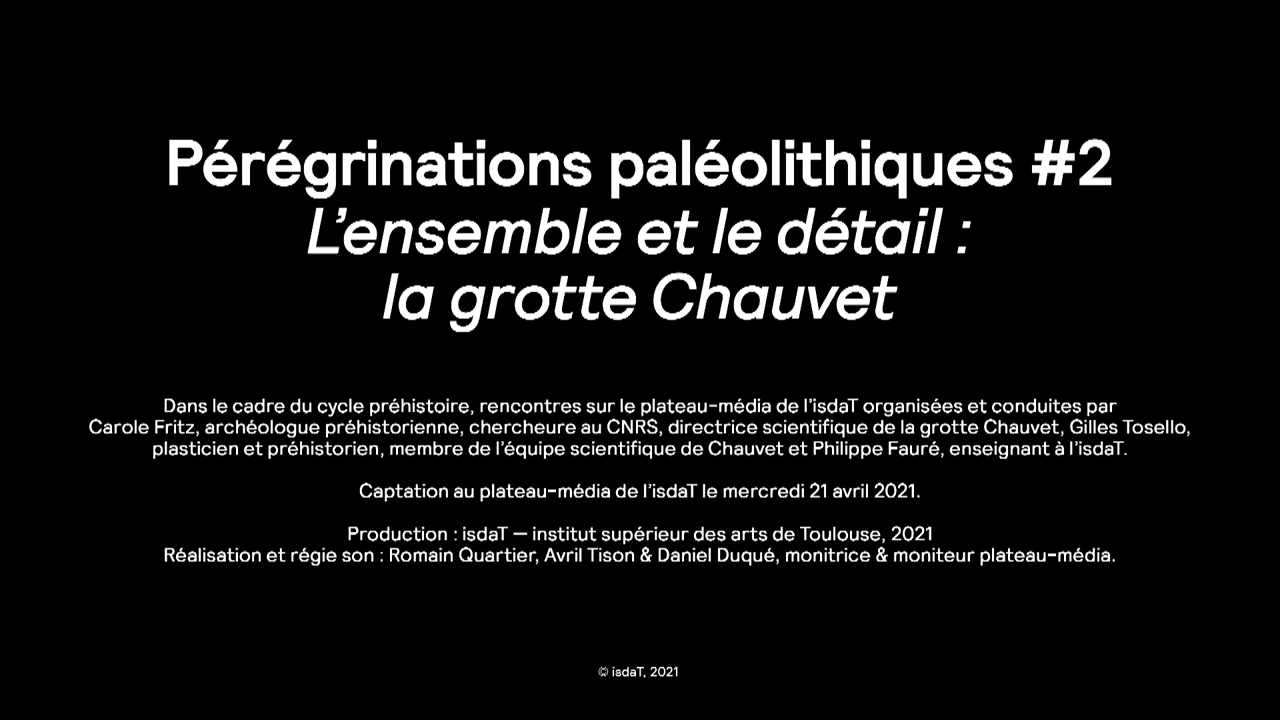 Pérégrinations paléolithiques #2
L'ensemble et le détail :
la grotte Chauvet
Dans le cadre du cycle préhistoire, rencontres sur le plateau-média de l'isdaT organisées et conduites par
Carole Fritz, archéologue préhistorienne, chercheure au CNRS, directrice scientifique de la grotte Chauvet, Gilles Tosello,
plasticien et préhistorien, membre de l'équipe scientifique de Chauvet et Philippe Fauré, enseignant à l'isdaT.
Captation au plateau-média de l'isdaT le mercredi 21 avril 2021.
Production : isdaT — institut supérieur des arts de Toulouse, 2021
Réalisation et régie son : Romain Quartier, Avril Tison & Daniel Duqué, monitrice & moniteur plateau-média.
© isdaT, 2021